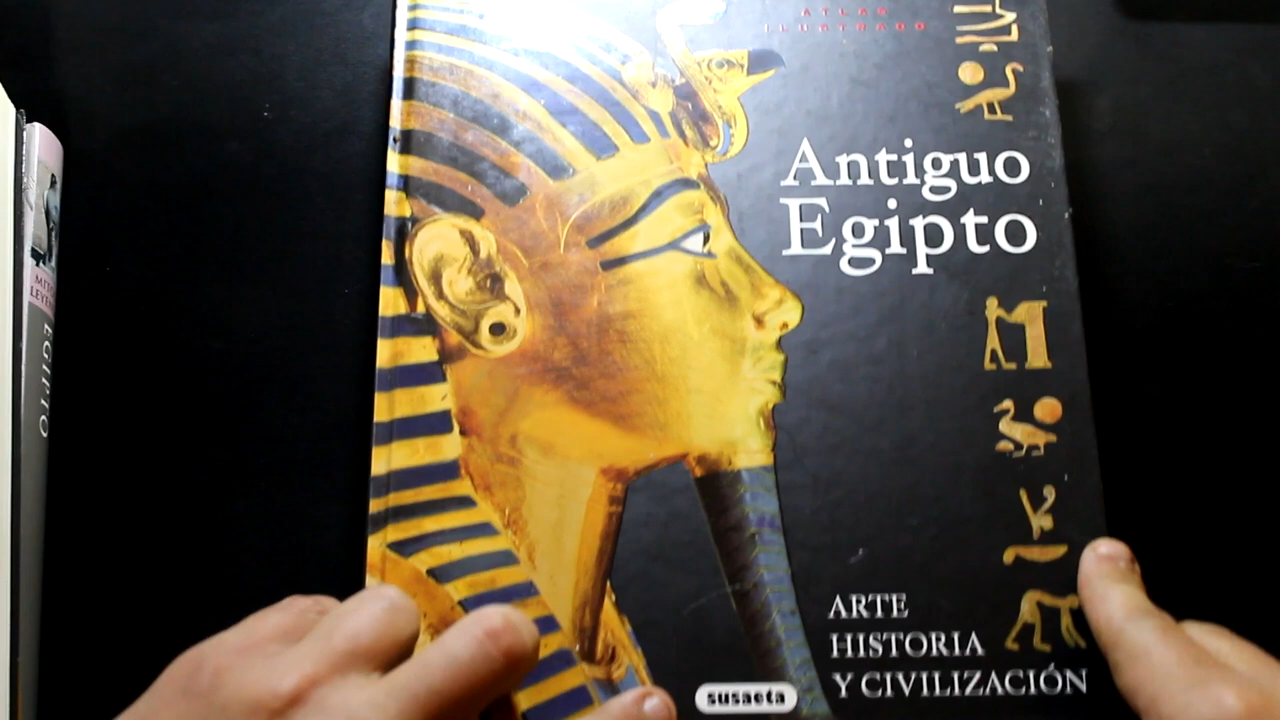 ATLAS
ILUSTRADO
Antiguo
Egipto
ARTE
HISTORIA
Y CIVILIZACIÓN
susaeta
EGIPTO